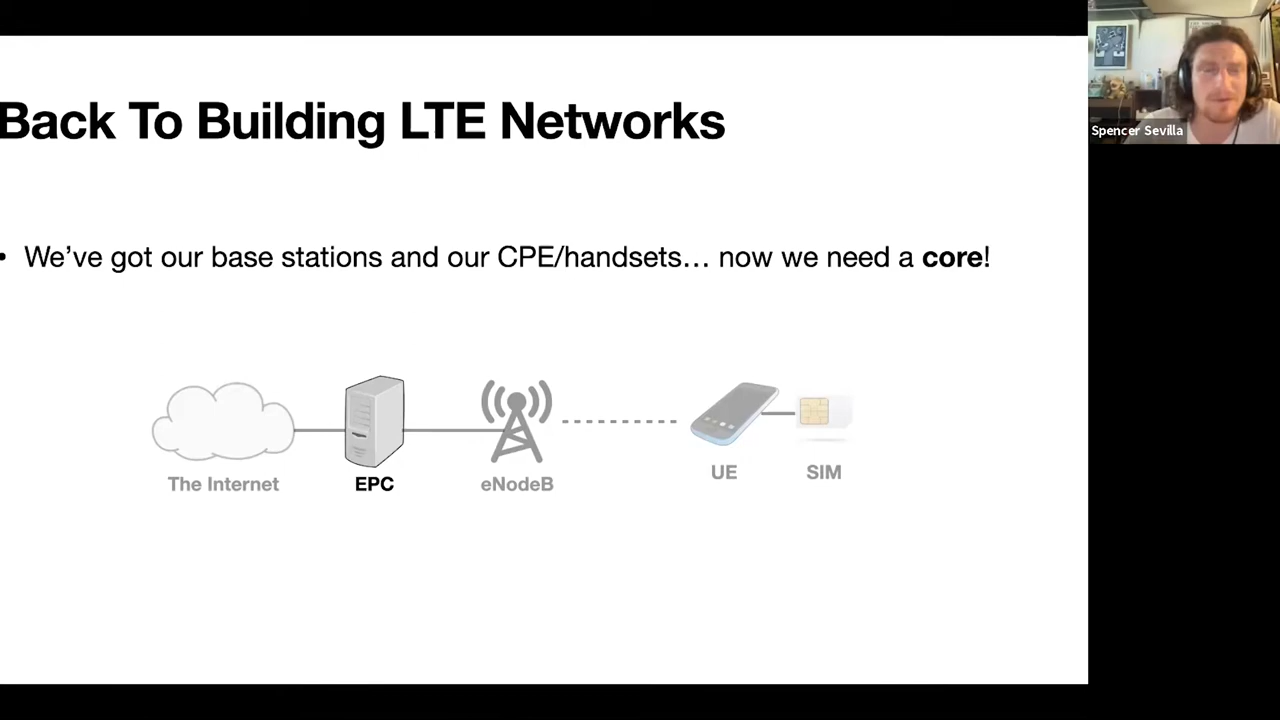 Back To Building LTE Networks
Spencer Sevilla
• We’ve got our base stations and our CPE/handsets… now we need a core!
The Internet
EPC
eNodeB
UE
SIM